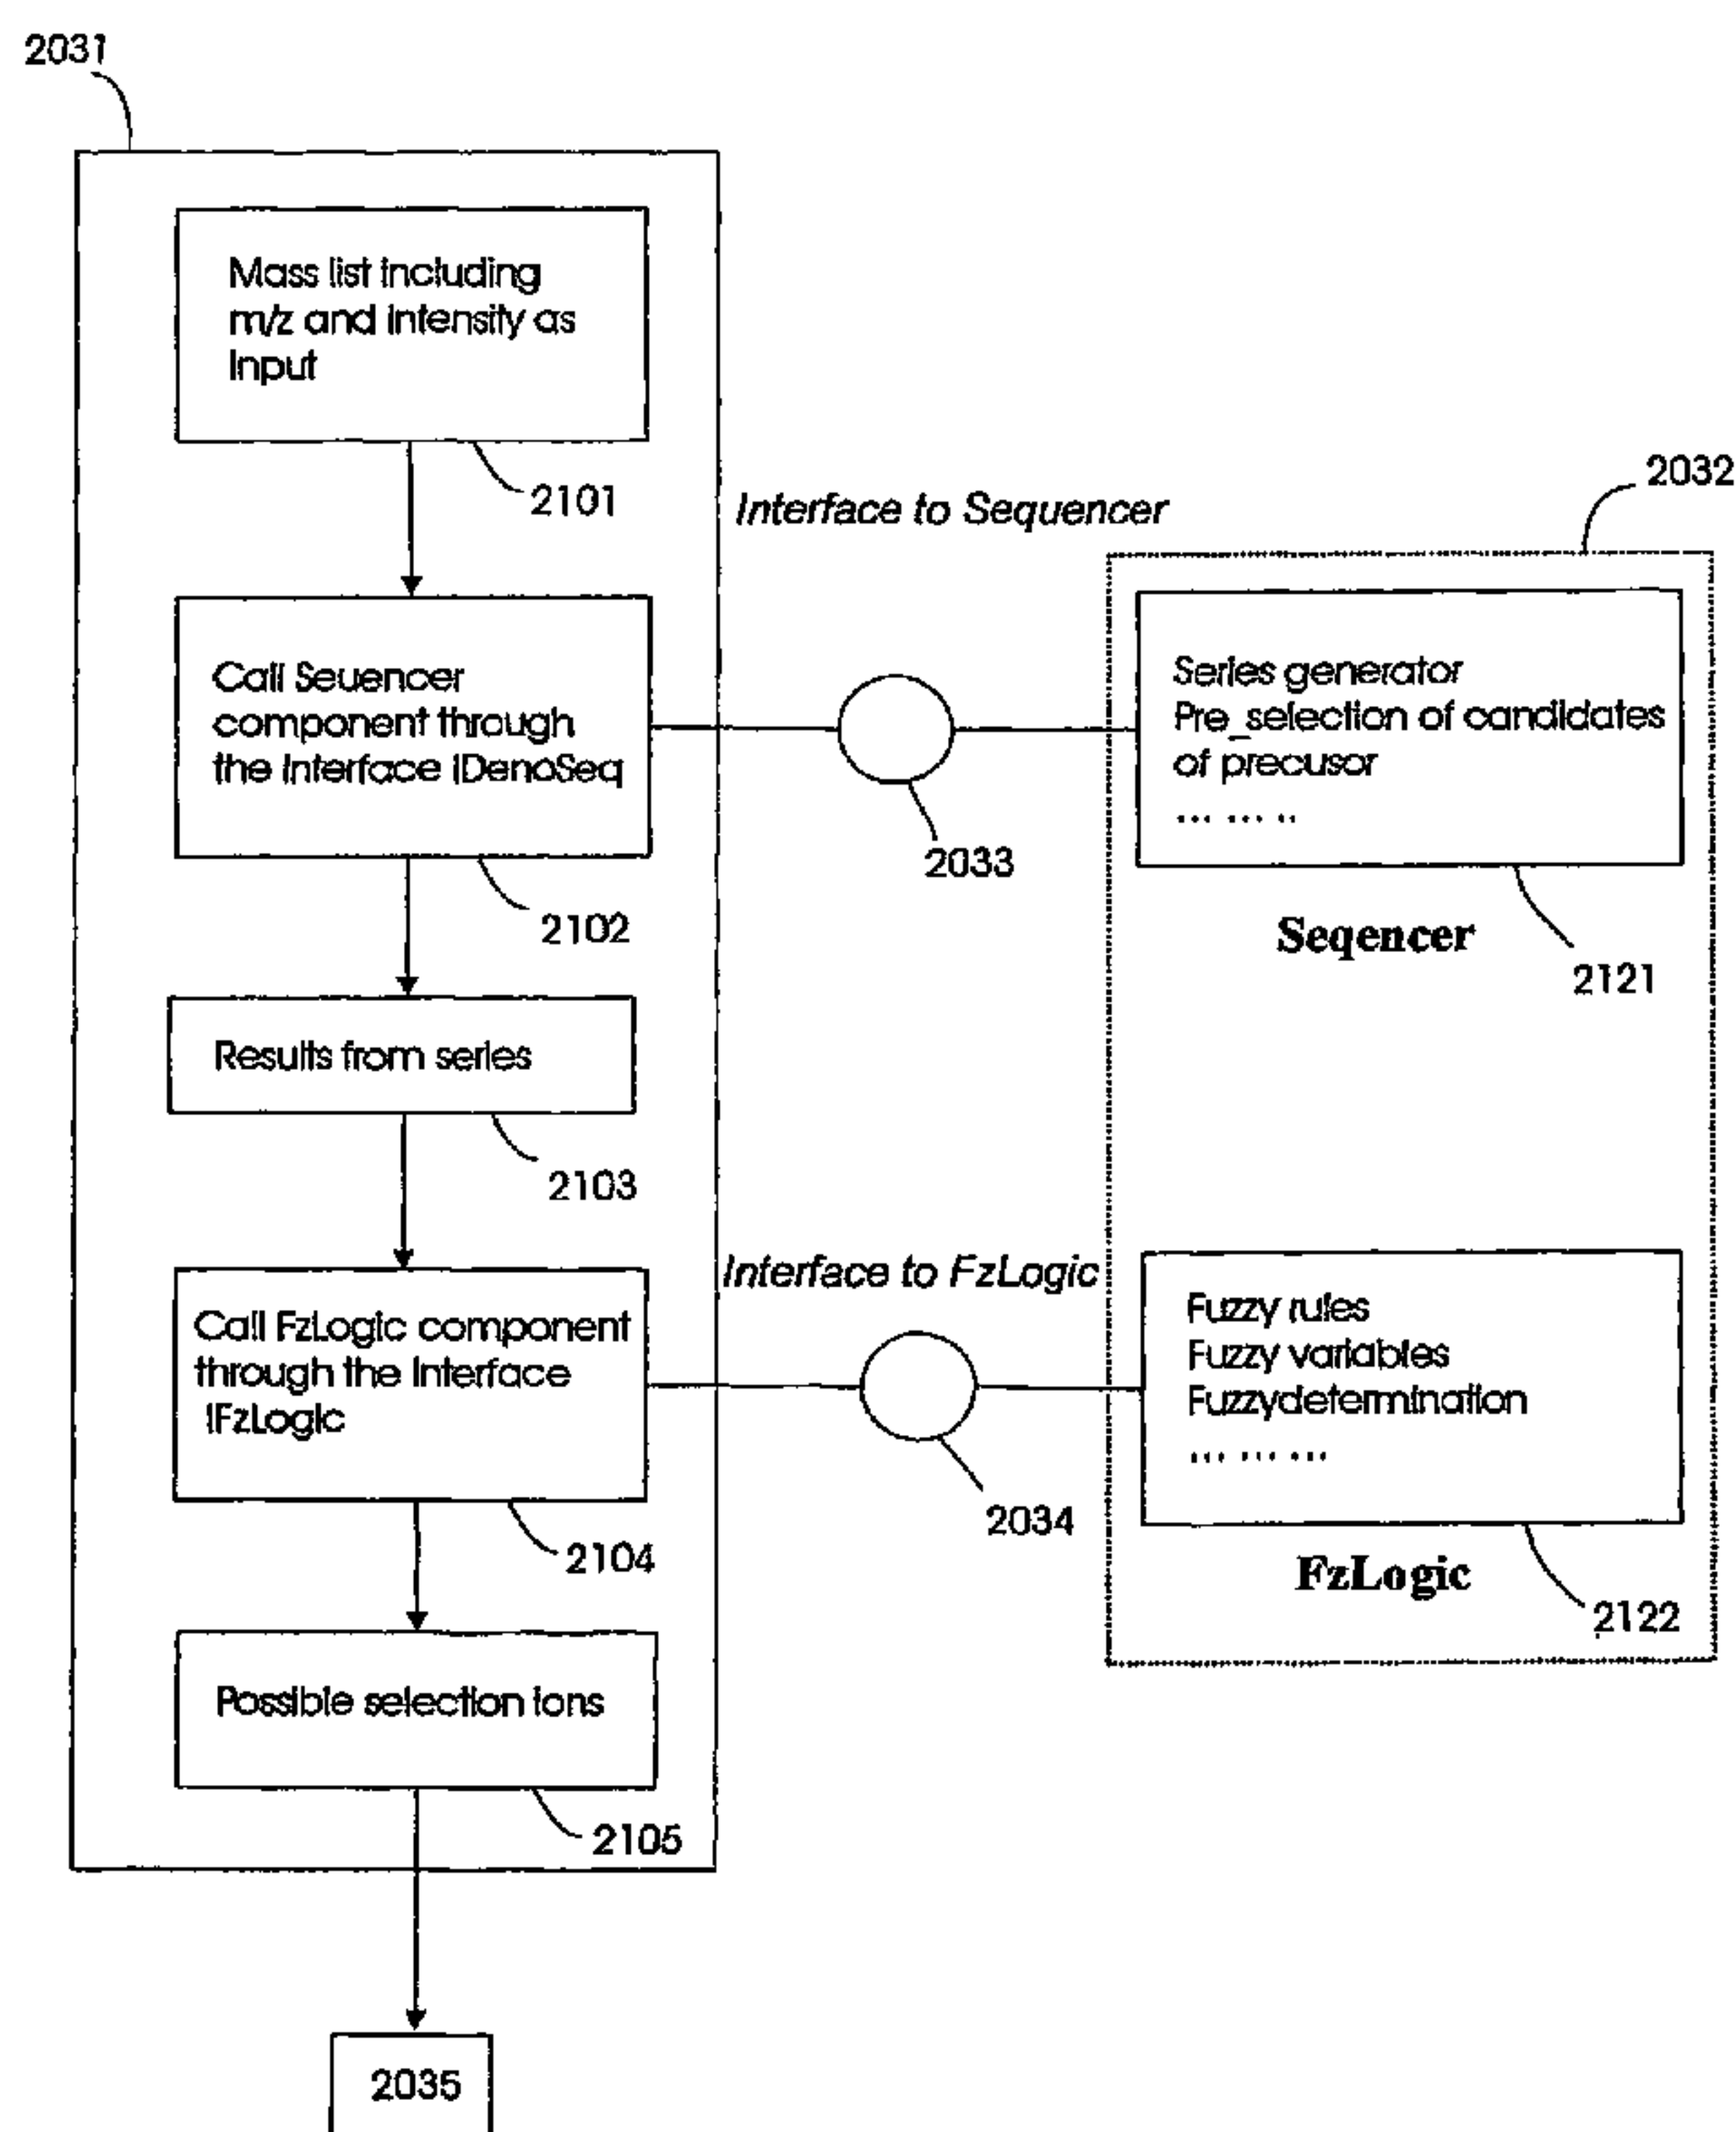 2031
Mass list including
m/z and intensity as
Input
2101
Interface to Sequencer
2032
Call Seuencer
component through
the Interface IDenoSeq
Series generator
Pre_selection of candidates
of precusor
... ... ..
2033
2102
Seqencer
2121
Results from series
2103
Interface to FzLogic
Call FzLogic component
through the Interface
IFzLogic
Fuzzy rules
Fuzzy variables
Fuzzydetermination
... ... ...
2034
2104
FzLogic
2122
Possible selection ions
2105
2035